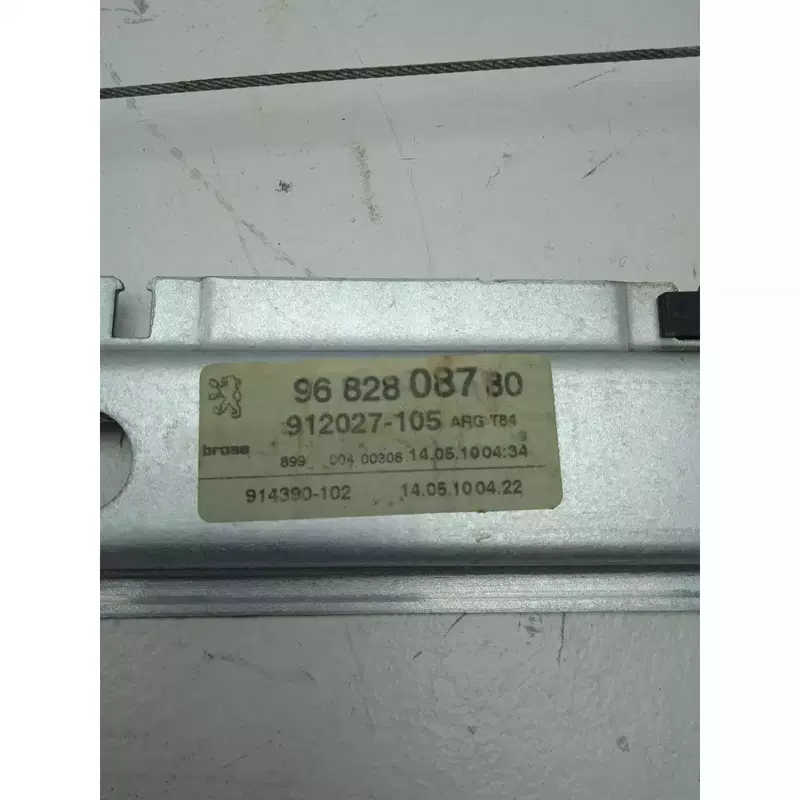 96 828 087 80
912027-105 ARG T84
brose
899 004 00308 14.05.10 04:34
914390-102 14.05.10 04.22